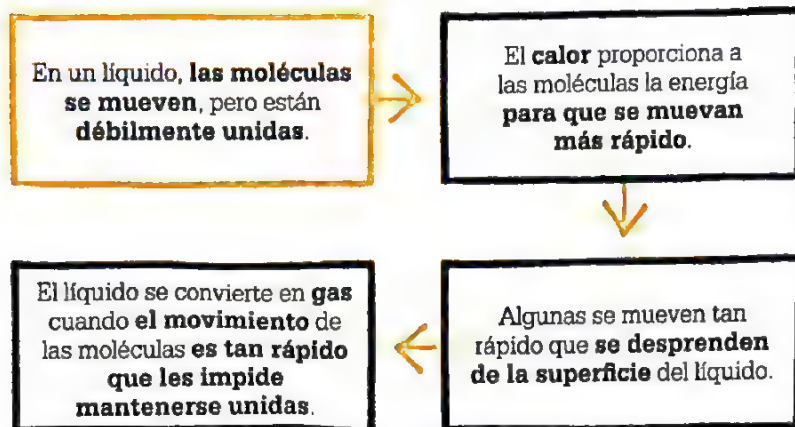 En un líquido, las moléculas
se mueven, pero están
débilmente unidas.
El calor proporciona a
las moléculas la energía
para que se muevan
más rápido.
Algunas se mueven tan
rápido que se desprenden
de la superficie del líquido.
El líquido se convierte en gas
cuando el movimiento de
las moléculas es tan rápido
que les impide
mantenerse unidas.